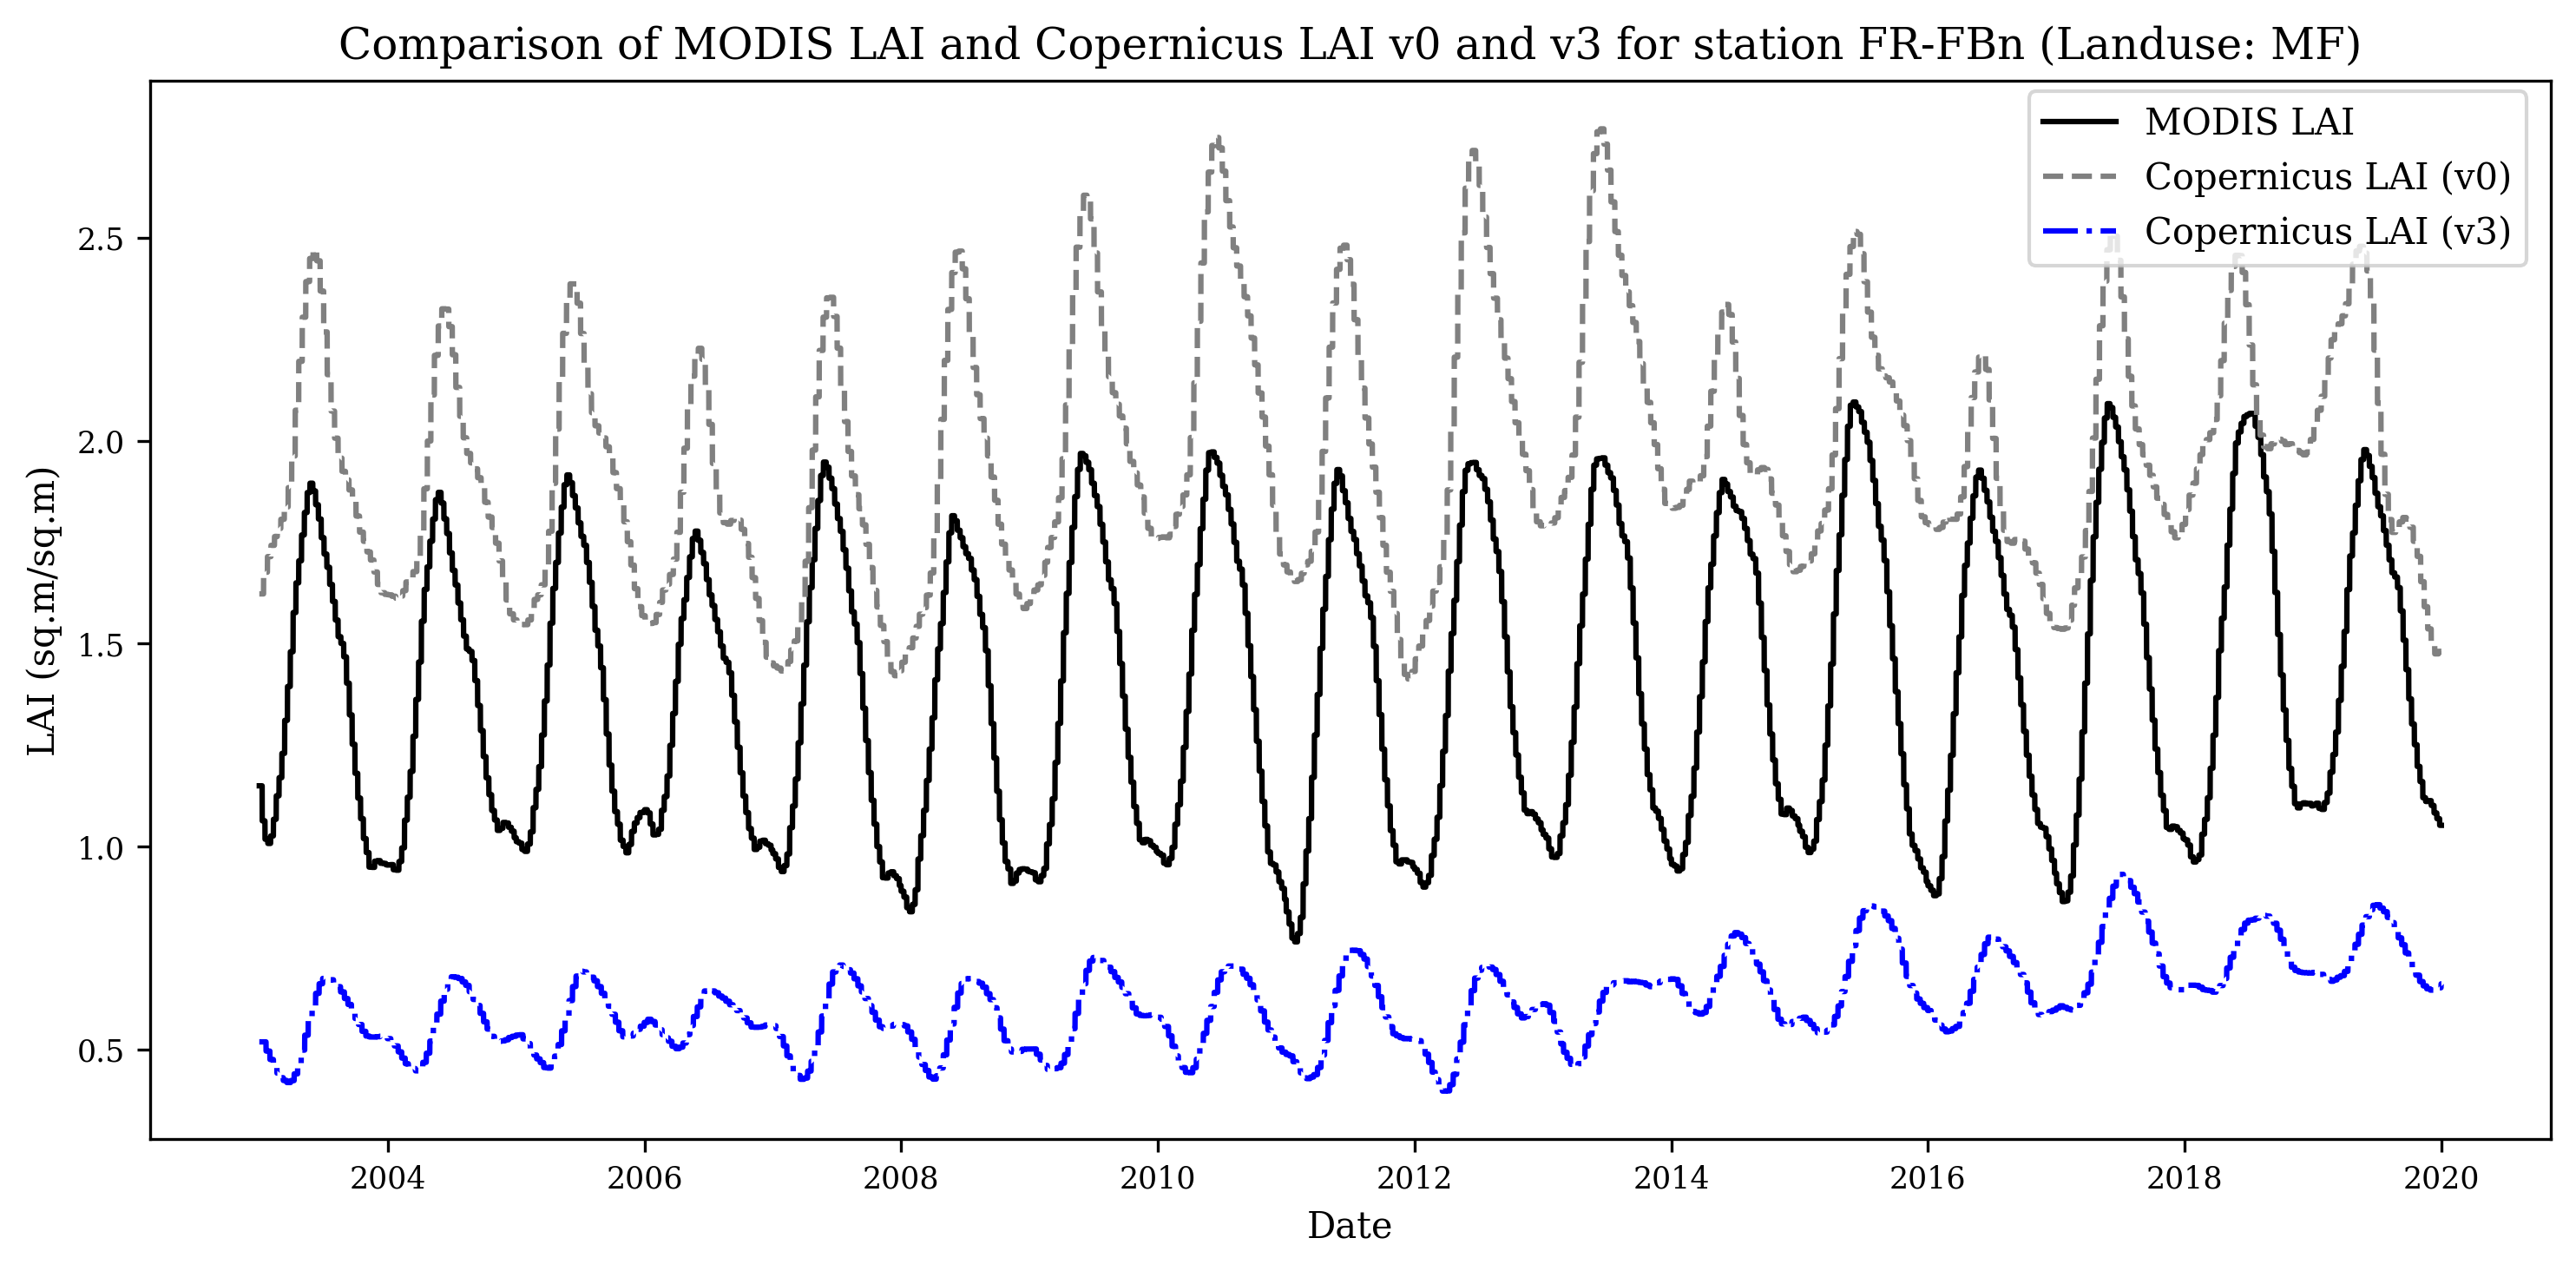 Comparison of MODIS LAI and Copernicus LAI v0 and v3 for station FR-FBn (Landuse: MF)
MODIS LAI
Copernicus LAI (v0)
Copernicus LAI (v3)
LAI (sq.m/sq.m)
2.5
2.0
1.5
1.0
0.5
2004 2006 2008 2010 2012 2014 2016 2018 2020
Date